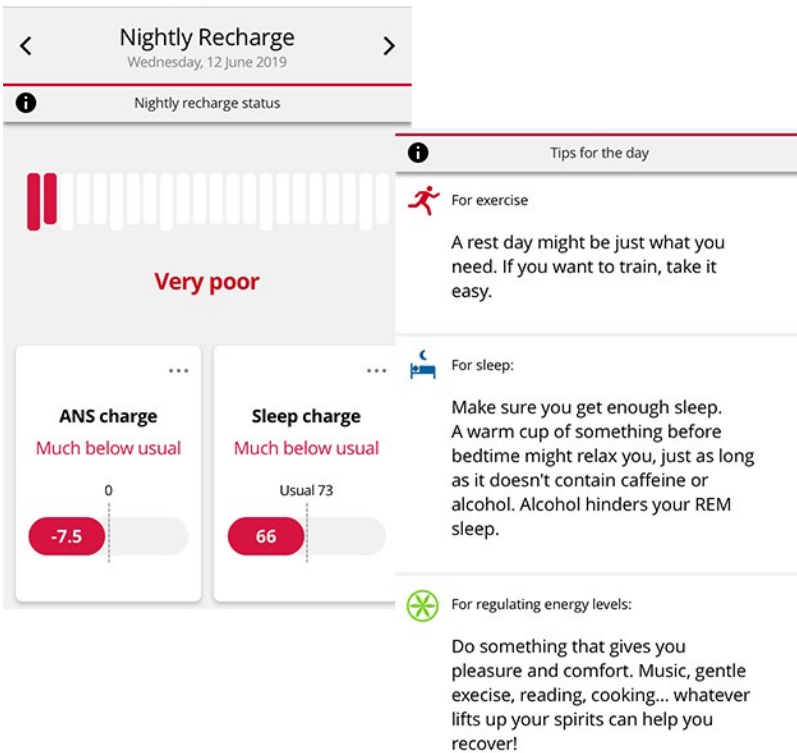 Nightly Recharge
Wednesday, 12 June 2019
Nightly recharge status
Very poor
ANS charge
Much below usual
0
-7.5
Sleep charge
Much below usual
Usual 73
66
Tips for the day
For exercise
A rest day might be just what you
need. If you want to train, take it
easy.
For sleep:
Make sure you get enough sleep.
A warm cup of something before
bedtime might relax you, just as long
as it doesn't contain caffeine or
alcohol. Alcohol hinders your REM
sleep.
For regulating energy levels:
Do something that gives you
pleasure and comfort. Music, gentle
execise, reading, cooking... whatever
lifts up your spirits can help you
recover!